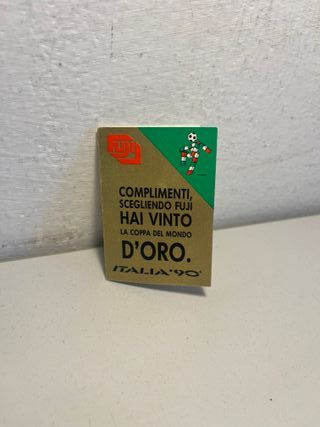 FUJI
COMPLIMENTI,
SCEGLIENDO FUJI
HAI VINTO
LA COPPA DEL MONDO
D'ORO.
ITALIA'90